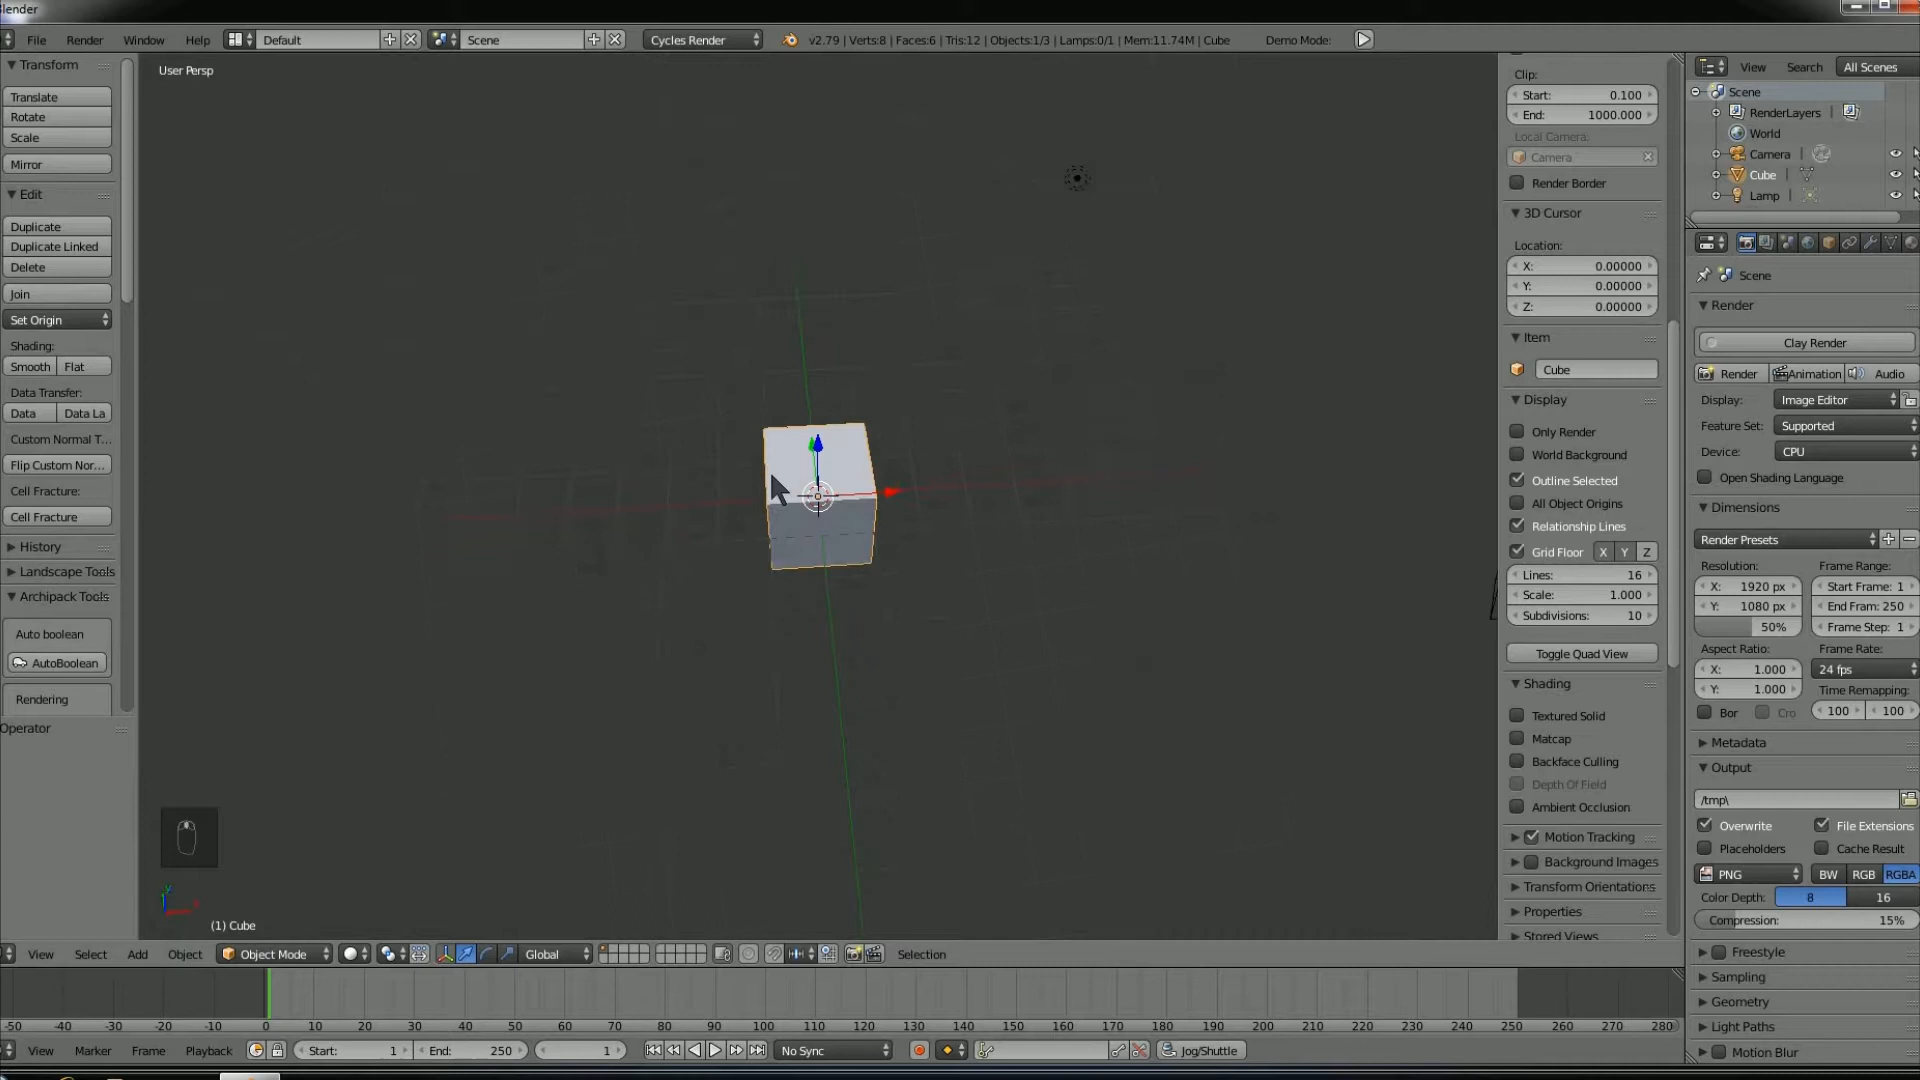 Blender
File Render Window Help Default Scene Cycles Render v2.79 | Verts:8 | Faces:6 | Tris:12 | Objects:1/3 | Lamps:0/1 | Mem:11.74M | Cube Demo Mode:
Transform
Translate
Rotate
Scale
Mirror
Edit
Duplicate
Duplicate Linked
Delete
Join
Set Origin
Shading:
Smooth Flat
Data Transfer:
Data Data La
Custom Normal T...
Flip Custom Nor...
Cell Fracture:
Cell Fracture
History
Landscape Tools
Archipack Tools
Auto boolean
AutoBoolean
Rendering
Operator
User Persp
(1) Cube
Clip:
Start: 0.100
End: 1000.000
Local Camera:
Camera
Render Border
3D Cursor
Location:
X: 0.00000
Y: 0.00000
Z: 0.00000
Item
Cube
Display
Only Render
World Background
Outline Selected
All Object Origins
Relationship Lines
Grid Floor X Y Z
Lines: 16
Scale: 1.000
Subdivisions: 10
Toggle Quad View
Shading
Textured Solid
Matcap
Backface Culling
Depth Of Field
Ambient Occlusion
Motion Tracking
Background Images
Transform Orientations
Properties
Stored Views
View Search All Scenes
Scene
RenderLayers
World
Camera
Cube
Lamp
Scene
Render
Clay Render
Render Animation Audio
Display: Image Editor
Feature Set: Supported
Device: CPU
Open Shading Language
Dimensions
Render Presets
Resolution: Frame Range:
X: 1920 px Start Frame: 1
Y: 1080 px End Fram: 250
50% Frame Step: 1
Aspect Ratio: Frame Rate:
X: 1.000 24 fps
Y: 1.000 Time Remapping:
Bor Cro 100 100
Metadata
Output
/tmp\
Overwrite File Extensions
Placeholders Cache Result
PNG BW RGB RGBA
Color Depth: 8 16
Compression: 15%
Freestyle
Sampling
Geometry
Light Paths
Motion Blur
View Select Add Object Object Mode Global Selection
-50 -40 -30 -20 -10 0 10 20 30 40 50 60 70 80 90 100 110 120 130 140 150 160 170 180 190 200 210 220 230 240 250 260 270 280
View Marker Frame Playback Start: 1 End: 250 1 No Sync Jog/Shuttle